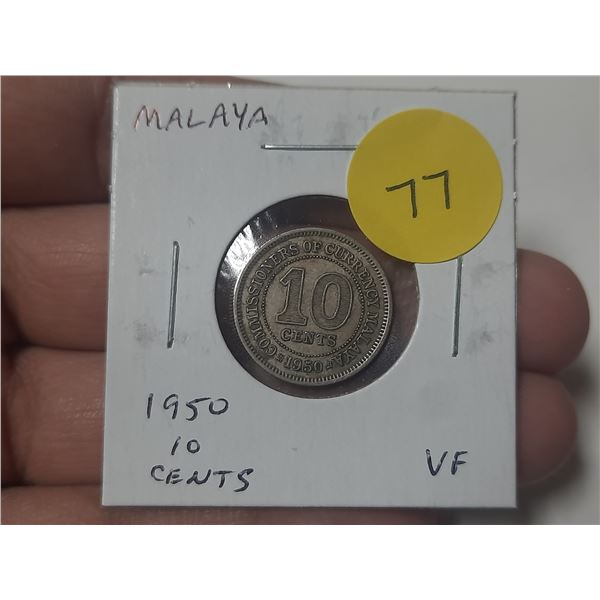 MALAYA
77
COMMISSIONERS OF CURRENCY MALAYA
10
CENTS
1950
1950
10
CENTS
VF